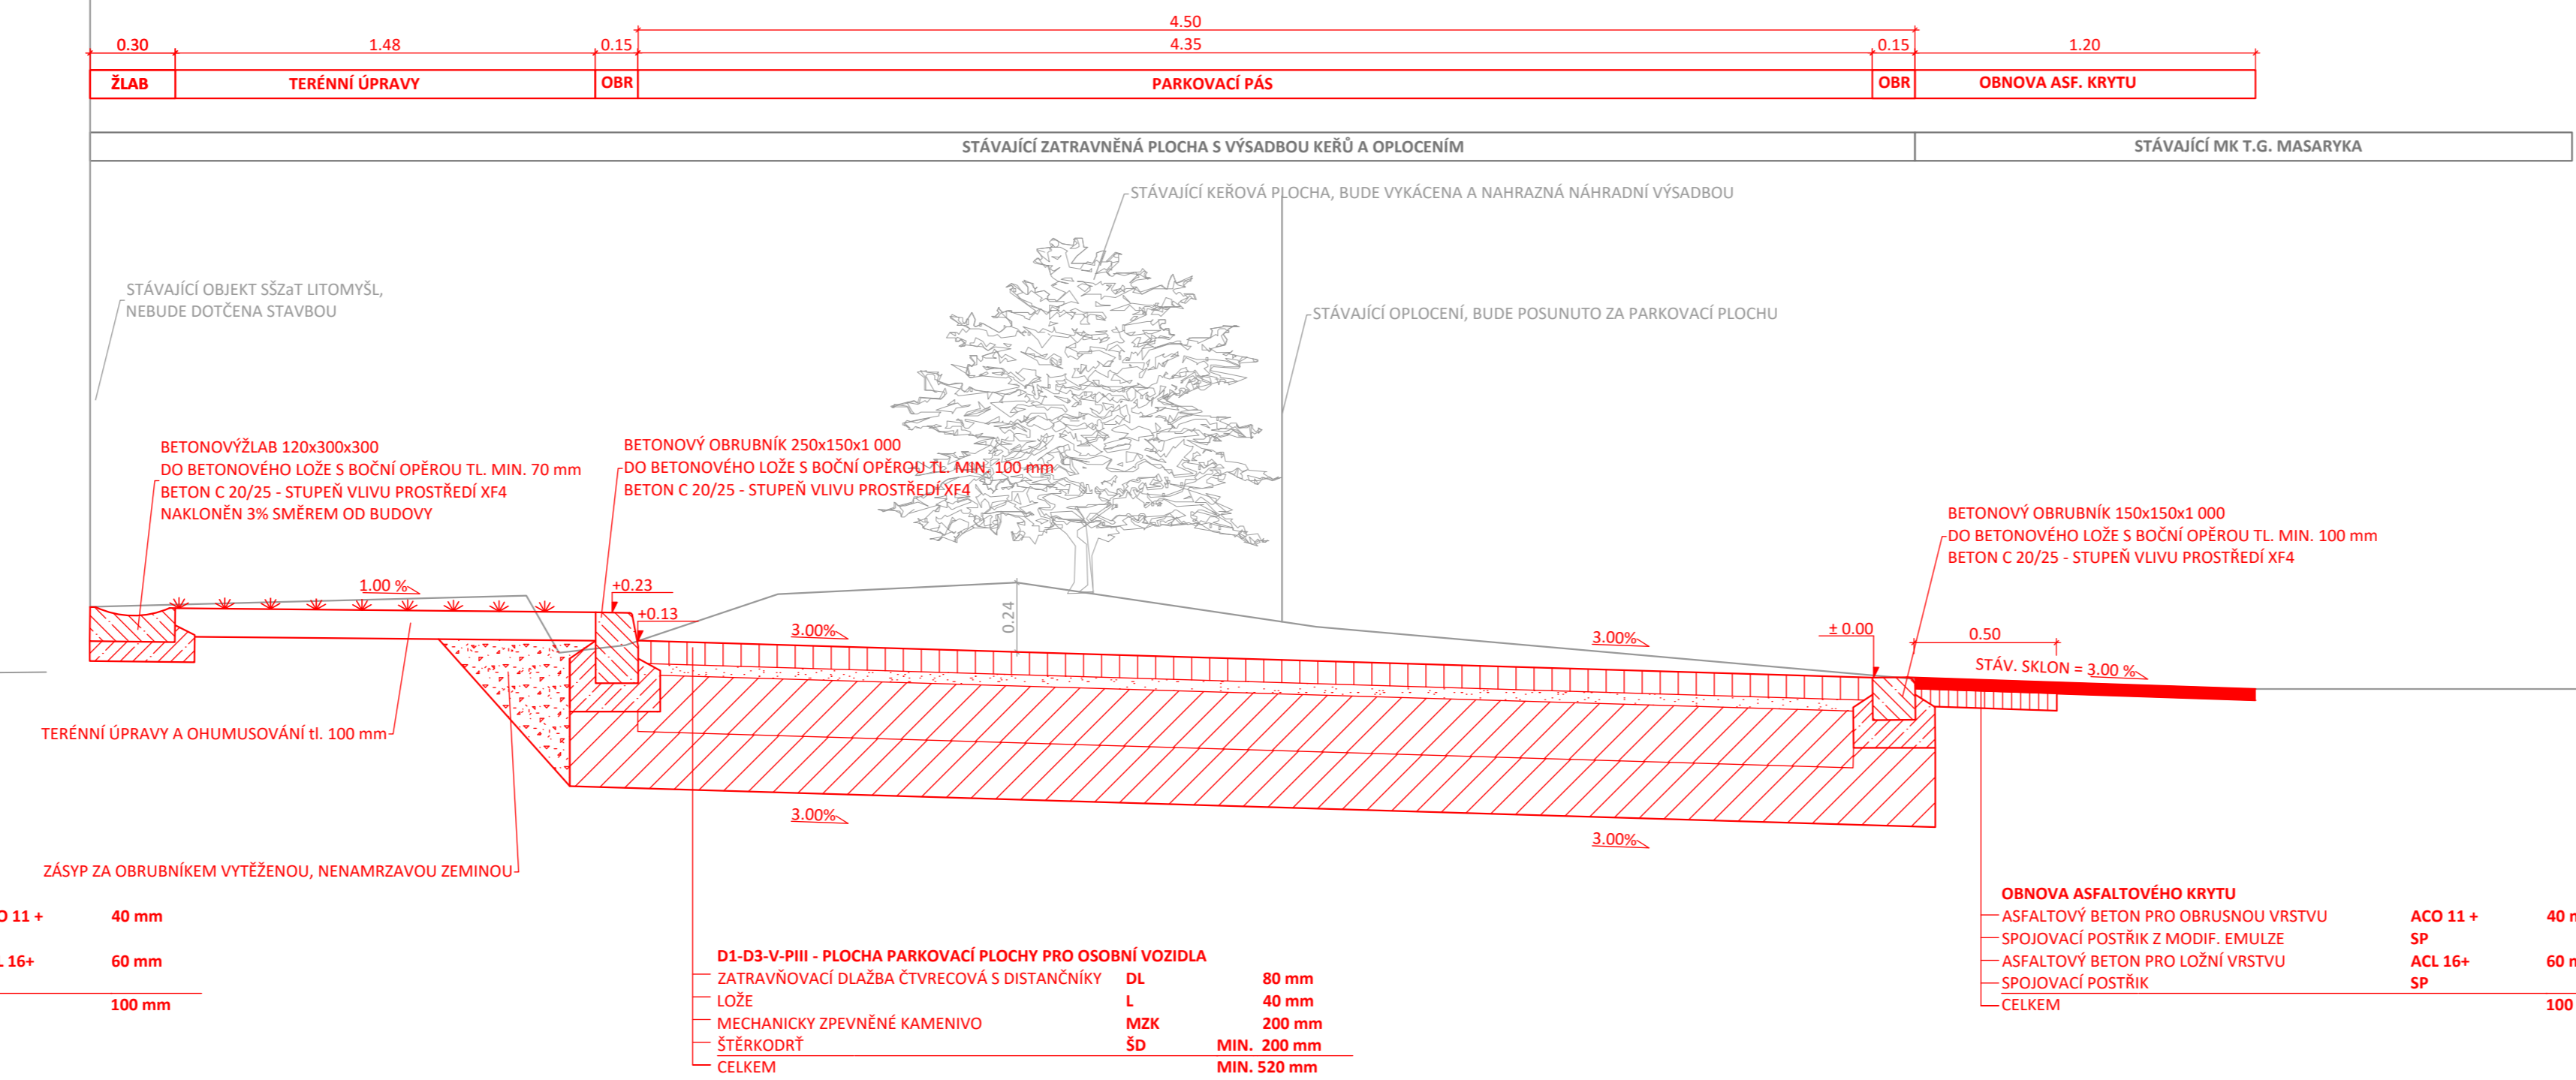 4.50
0.30 1.48 0.15 4.35 0.15 1.20
ŽLAB TERÉNNÍ ÚPRAVY OBR PARKOVACÍ PÁS OBR OBNOVA ASF. KRYTU
STÁVAJÍCÍ ZATRAVNĚNÁ PLOCHA S VÝSADBOU KEŘŮ A OPLOCENÍM STÁVAJÍCÍ MK T.G. MASARYKA
STÁVAJÍCÍ KEŘOVÁ PLOCHA, BUDE VYKÁCENA A NAHRAZNÁ NÁHRADNÍ VÝSADBOU
STÁVAJÍCÍ OBJEKT SŠZaT LITOMYŠL,
NEBUDE DOTČENA STAVBOU
STÁVAJÍCÍ OPLOCENÍ, BUDE POSUNUTO ZA PARKOVACÍ PLOCHU
BETONOVÝŽLAB 120x300x300
DO BETONOVÉHO LOŽE S BOČNÍ OPĚROU TL. MIN. 70 mm
BETON C 20/25 - STUPEŇ VLIVU PROSTŘEDÍ XF4
NAKLONĚN 3% SMĚREM OD BUDOVY
BETONOVÝ OBRUBNÍK 250x150x1 000
DO BETONOVÉHO LOŽE S BOČNÍ OPĚROU TL. MIN. 100 mm
BETON C 20/25 - STUPEŇ VLIVU PROSTŘEDÍ XF4
BETONOVÝ OBRUBNÍK 150x150x1 000
DO BETONOVÉHO LOŽE S BOČNÍ OPĚROU TL. MIN. 100 mm
BETON C 20/25 - STUPEŇ VLIVU PROSTŘEDÍ XF4
1.00 %
+0.23
+0.13
0.24
3.00%
3.00%
± 0.00
0.50
STÁV. SKLON = 3.00 %
TERÉNNÍ ÚPRAVY A OHUMUSOVÁNÍ tl. 100 mm
3.00%
3.00%
ZÁSYP ZA OBRUBNÍKEM VYTĚŽENOU, NENAMRZAVOU ZEMINOU
O 11 + 40 mm
L 16+ 60 mm
100 mm
D1-D3-V-PIII - PLOCHA PARKOVACÍ PLOCHY PRO OSOBNÍ VOZIDLA
ZATRAVŇOVACÍ DLAŽBA ČTVRECOVÁ S DISTANČNÍKY DL 80 mm
LOŽE L 40 mm
MECHANICKY ZPEVNĚNÉ KAMENIVO MZK 200 mm
ŠTĚRKODRŤ ŠD MIN. 200 mm
CELKEM MIN. 520 mm
OBNOVA ASFALTOVÉHO KRYTU
ASFALTOVÝ BETON PRO OBRUSNOU VRSTVU ACO 11 + 40 m
SPOJOVACÍ POSTŘIK Z MODIF. EMULZE SP
ASFALTOVÝ BETON PRO LOŽNÍ VRSTVU ACL 16+ 60 m
SPOJOVACÍ POSTŘIK SP
CELKEM 100